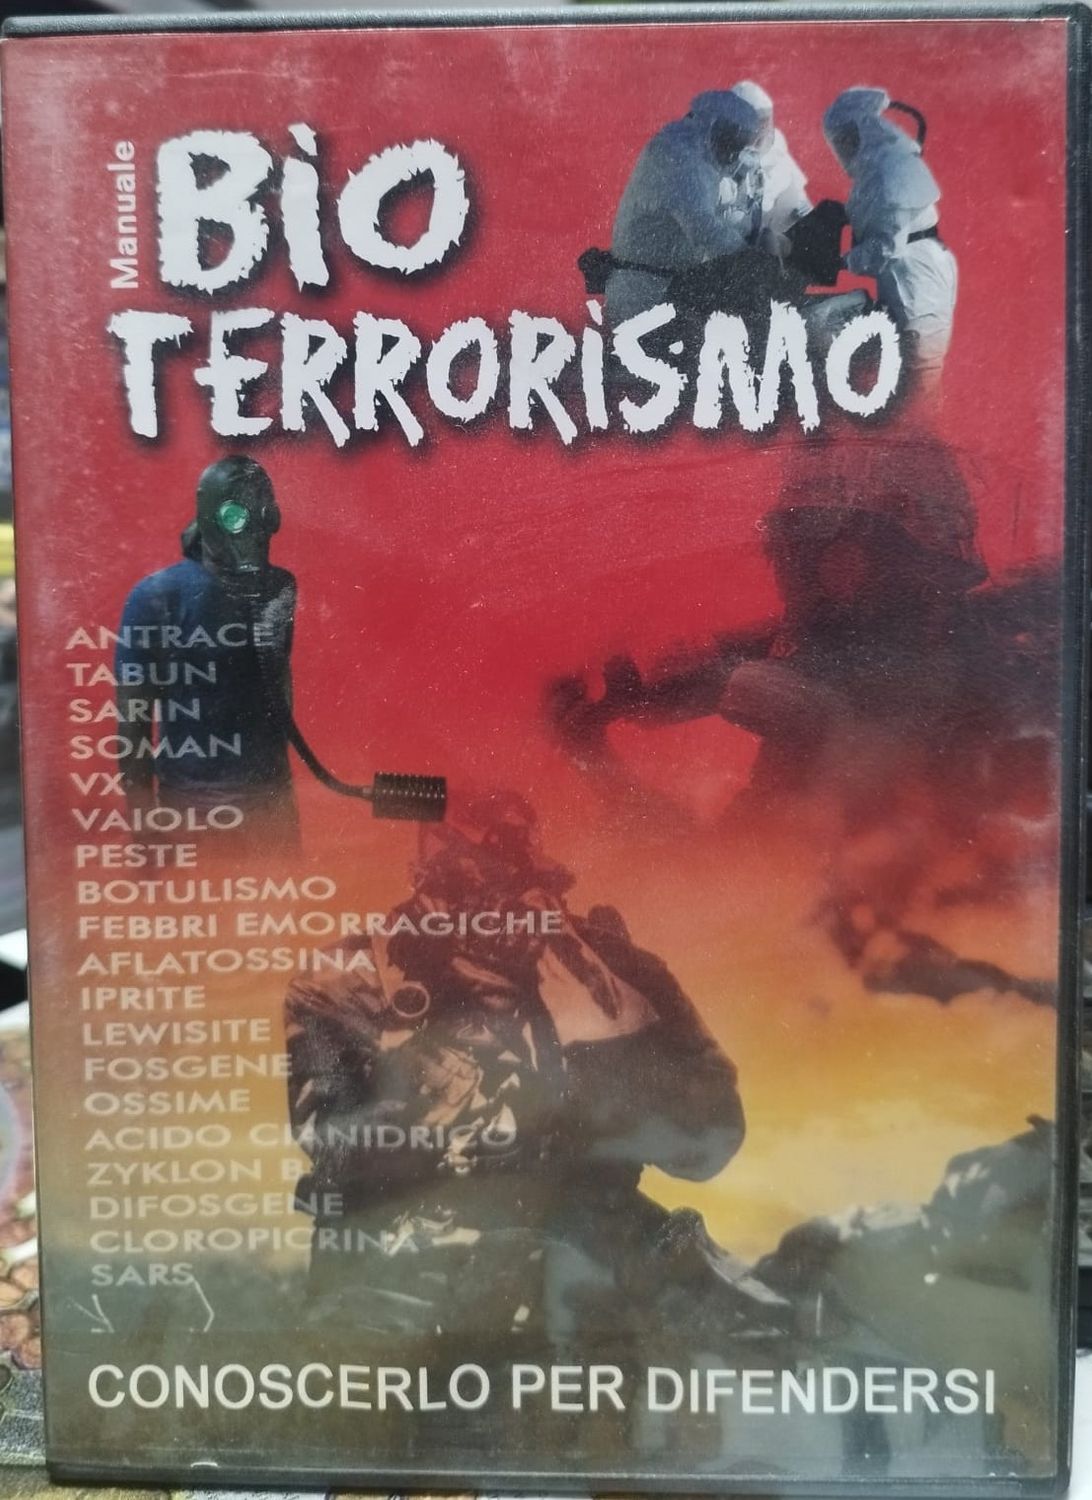 Manuale
Bio
TERRORiSMO
ANTRACE
TABUN
SARIN
SOMAN
VX
VAIOLO
PESTE
BOTULISMO
FEBBRI EMORRAGICHE
AFLATOSSINA
IPRITE
LEWISITE
FOSGENE
OSSIME
ACIDO CIANIDRICO
ZYKLON B
DIFOSGENE
CLOROPICRINA
SARS
CONOSCERLO PER DIFENDERSI